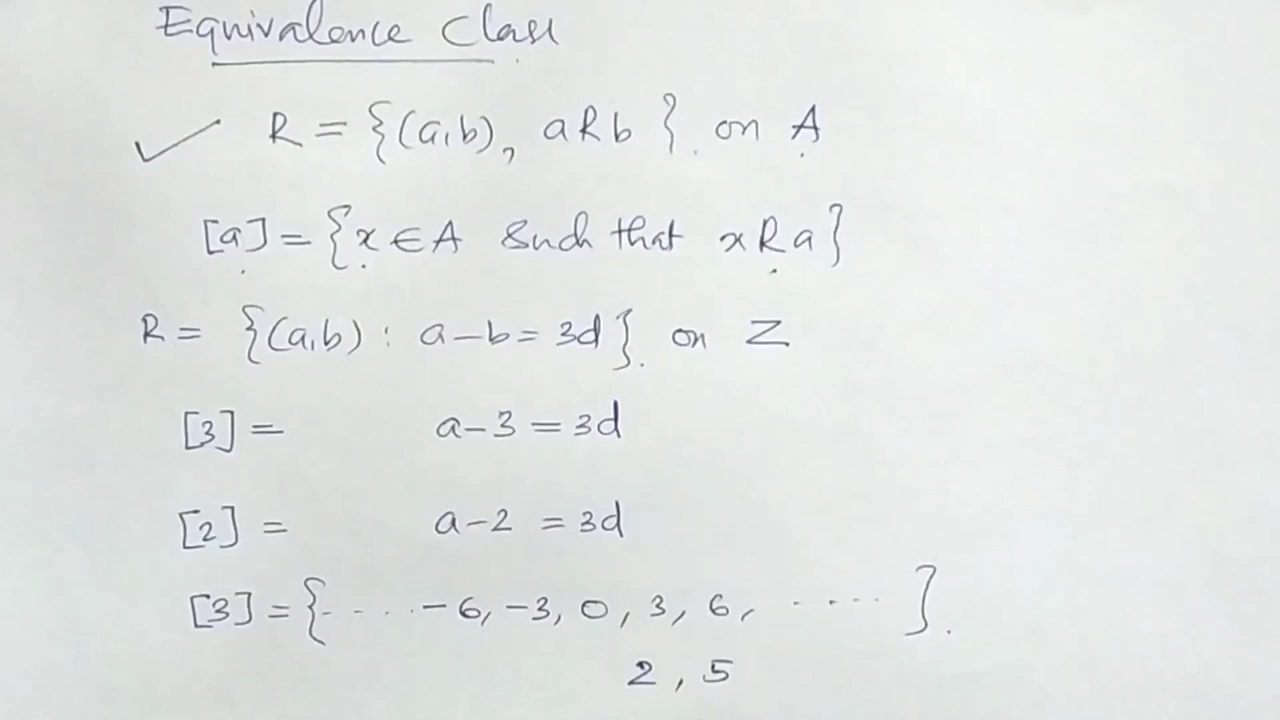 Equivalence Class
✓ R = {(a,b), aRb}. on A
[a] = {x ∈ A such that x R a}
R = {(a,b) : a-b = 3d}. on Z
[3] = a-3 = 3d
[2] = a-2 = 3d
[3] = {.....-6, -3, 0, 3, 6, .....}.
2, 5